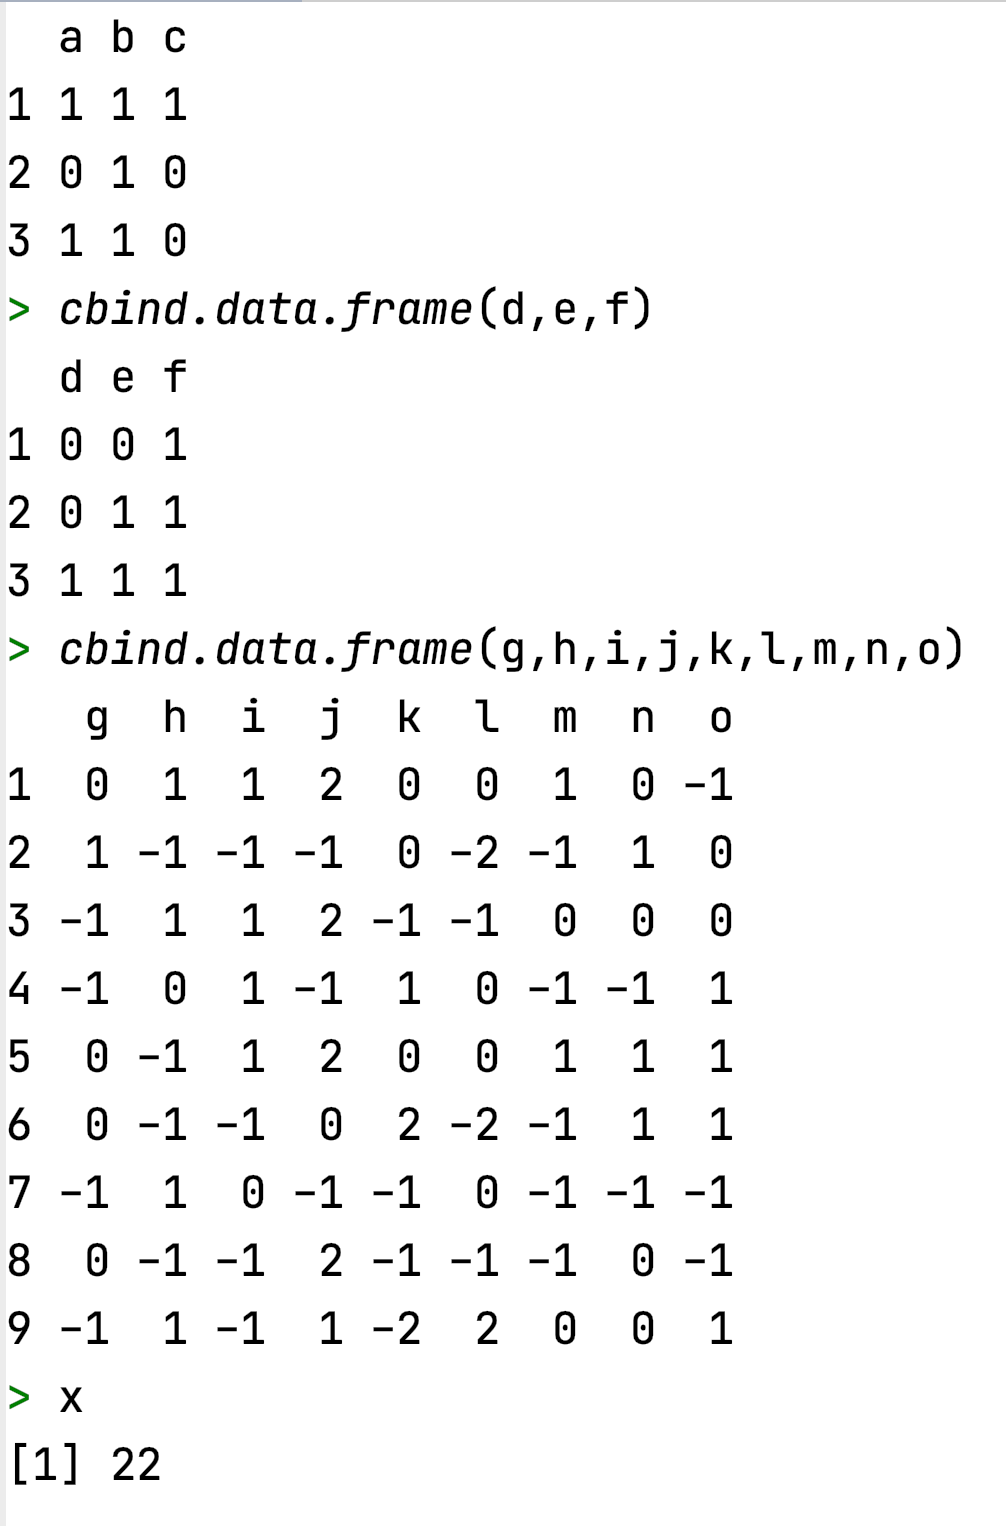 a b c
1 1 1 1
2 0 1 0
3 1 1 0
> cbind.data.frame(d,e,f)
  d e f
1 0 0 1
2 0 1 1
3 1 1 1
> cbind.data.frame(g,h,i,j,k,l,m,n,o)
   g  h  i  j  k  l  m  n  o
1  0  1  1  2  0  0  1  0 -1
2  1 -1 -1 -1  0 -2 -1  1  0
3 -1  1  1  2 -1 -1  0  0  0
4 -1  0  1 -1  1  0 -1 -1  1
5  0 -1  1  2  0  0  1  1  1
6  0 -1 -1  0  2 -2 -1  1  1
7 -1  1  0 -1 -1  0 -1 -1 -1
8  0 -1 -1  2 -1 -1 -1  0 -1
9 -1  1 -1  1 -2  2  0  0  1
> x
[1] 22